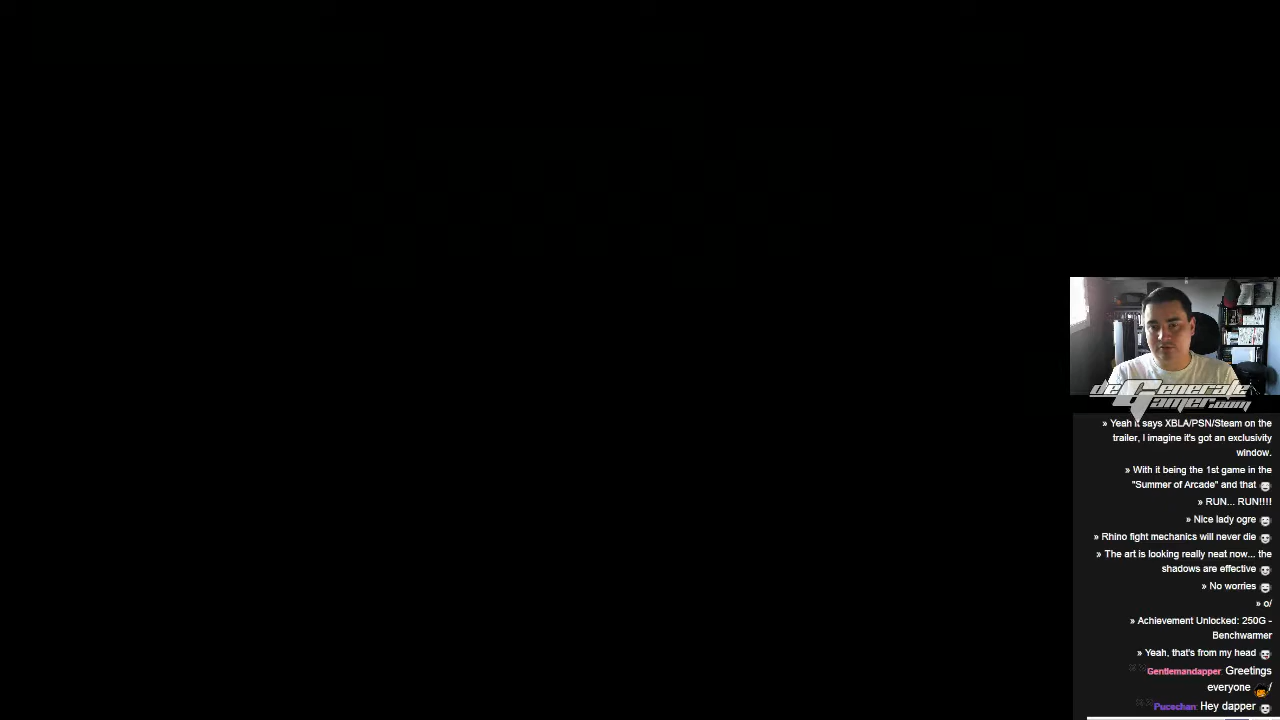 deGenerate
Gamer.com
» Yeah it says XBLA/PSN/Steam on the
trailer, I imagine it's got an exclusivity
window.
» With it being the 1st game in the
"Summer of Arcade" and that
» RUN... RUN!!!!
» Nice lady ogre
» Rhino fight mechanics will never die
» The art is looking really neat now... the
shadows are effective
» No worries
» o/
» Achievement Unlocked: 250G -
Benchwarmer
» Yeah, that's from my head
Gentlemandapper: Greetings
everyone /
Pucechan: Hey dapper